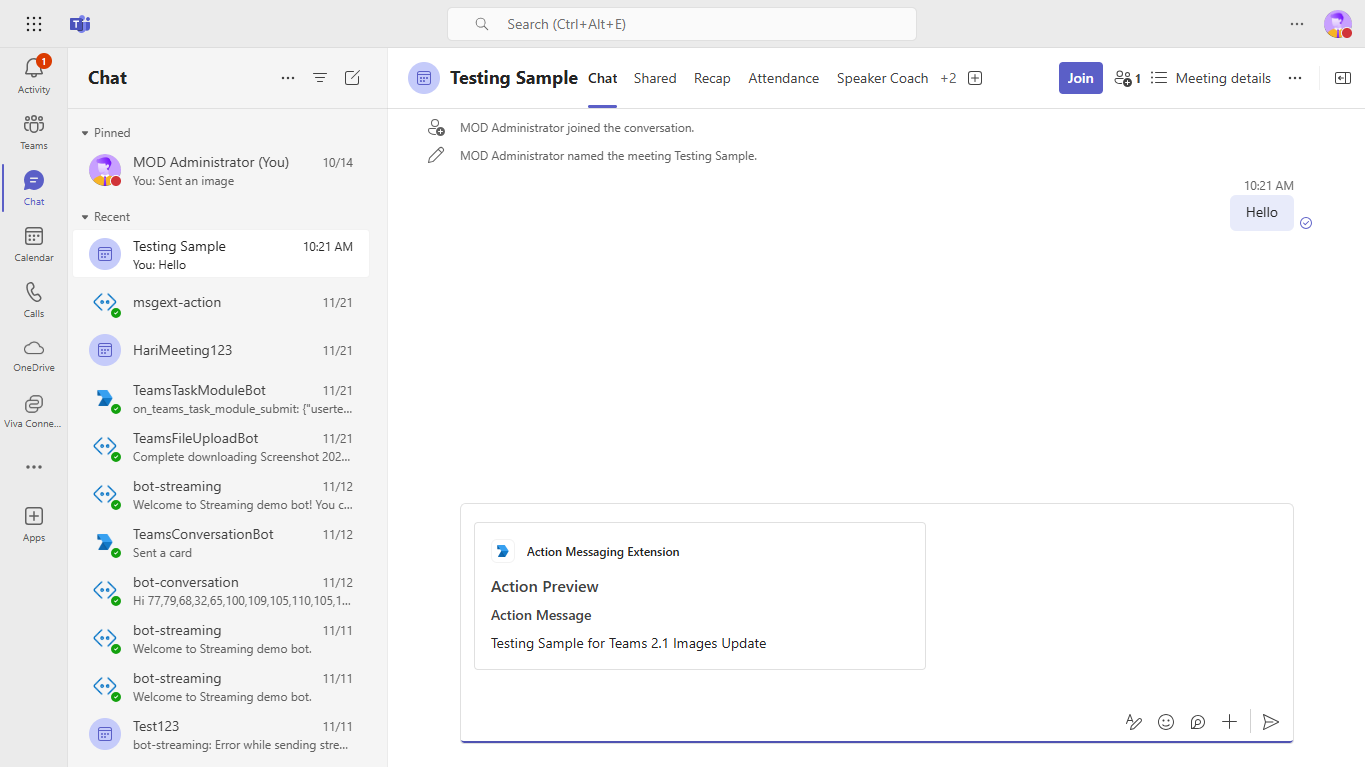 Search (Ctrl+Alt+E)
1
Activity
Teams
Chat
Calendar
Calls
OneDrive
Viva Conne...
Apps
Chat
Pinned
MOD Administrator (You) 10/14
You: Sent an image
Recent
Testing Sample 10:21 AM
You: Hello
msgext-action 11/21
HariMeeting123 11/21
TeamsTaskModuleBot 11/21
on_teams_task_module_submit: {"userte...
TeamsFileUploadBot 11/21
Complete downloading Screenshot 202...
bot-streaming 11/12
Welcome to Streaming demo bot! You c...
TeamsConversationBot 11/12
Sent a card
bot-conversation 11/12
Hi 77,79,68,32,65,100,109,105,110,105,1...
bot-streaming 11/11
Welcome to Streaming demo bot.
bot-streaming 11/11
Welcome to Streaming demo bot.
Test123 11/11
bot-streaming: Error while sending stre...
Testing Sample Chat Shared Recap Attendance Speaker Coach +2 Join 1 Meeting details
MOD Administrator joined the conversation.
MOD Administrator named the meeting Testing Sample.
10:21 AM
Hello
Action Messaging Extension
Action Preview
Action Message
Testing Sample for Teams 2.1 Images Update